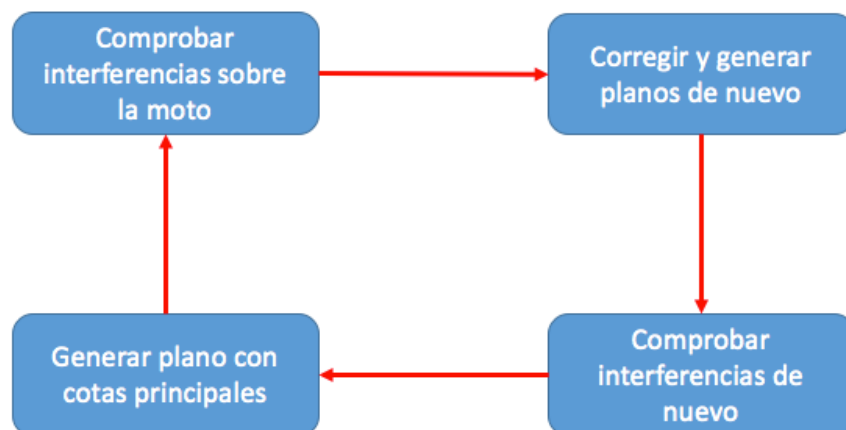 Comprobar
interferencias sobre
la moto
Corregir y generar
planos de nuevo
Generar plano con
cotas principales
Comprobar
interferencias de
nuevo